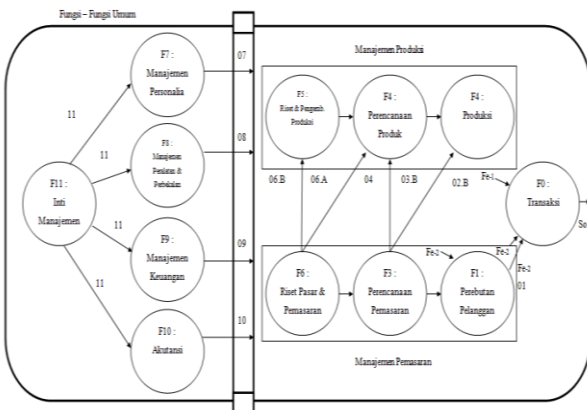 Fungsi – Fungsi Umum
F7 :
Manajemen
Personalia
07
Manajemen Produksi
F5 :
Riset & Pengemb.
Produksi
F4 :
Perencanaan
Produk
F4 :
Produksi
11
11
F8 :
Manajemen
Peralatan &
Perbekalan
08
F11 :
Inti
Manajemen
06.B
06.A
04
03.B
02.B
Fe-1
F0 :
Transaksi
So
11
F9 :
Manajemen
Keuangan
09
Fe-2
Fe-2
Fe-2
01
F6 :
Riset Pasar &
Pemasaran
F3 :
Perencanaan
Pemasaran
F1 :
Perebutan
Pelanggan
11
F10 :
Akutansi
10
Manajemen Pemasaran